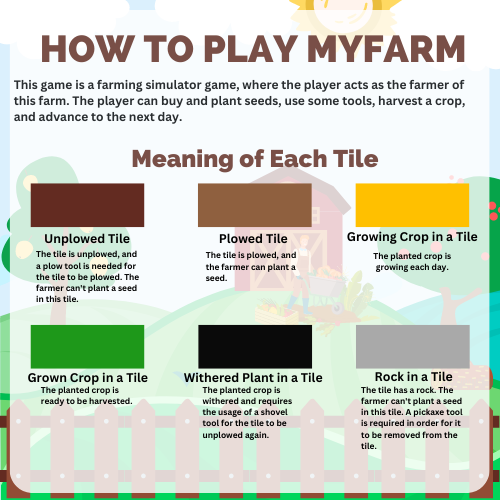 HOW TO PLAY MYFARM
This game is a farming simulator game, where the player acts as the farmer of
this farm. The player can buy and plant seeds, use some tools, harvest a crop,
and advance to the next day.
Meaning of Each Tile
Unplowed Tile
The tile is unplowed, and
a plow tool is needed for
the tile to be plowed. The
farmer can't plant a seed
in this tile.
Plowed Tile
The tile is plowed, and
the farmer can plant a
seed.
Growing Crop in a Tile
The planted crop is
growing each day.
Grown Crop in a Tile
The planted crop is
ready to be harvested.
Withered Plant in a Tile
The planted crop is
withered and requires
the usage of a shovel
tool for the tile to be
unplowed again.
Rock in a Tile
The tile has a rock. The
farmer can't plant a seed
in this tile. A pickaxe tool
is required in order for it
to be removed from the
tile.